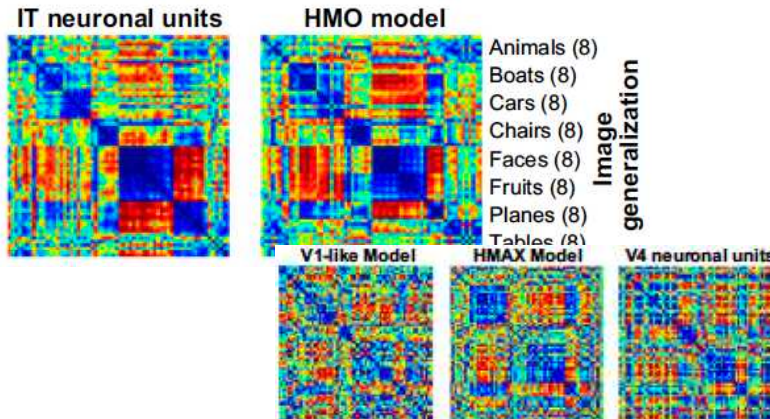 IT neuronal units
HMO model
Animals (8)
Boats (8)
Cars (8)
Chairs (8)
Faces (8)
Fruits (8)
Planes (8)
Tables (8)
Image
generalization
V1-like Model
HMAX Model
V4 neuronal units